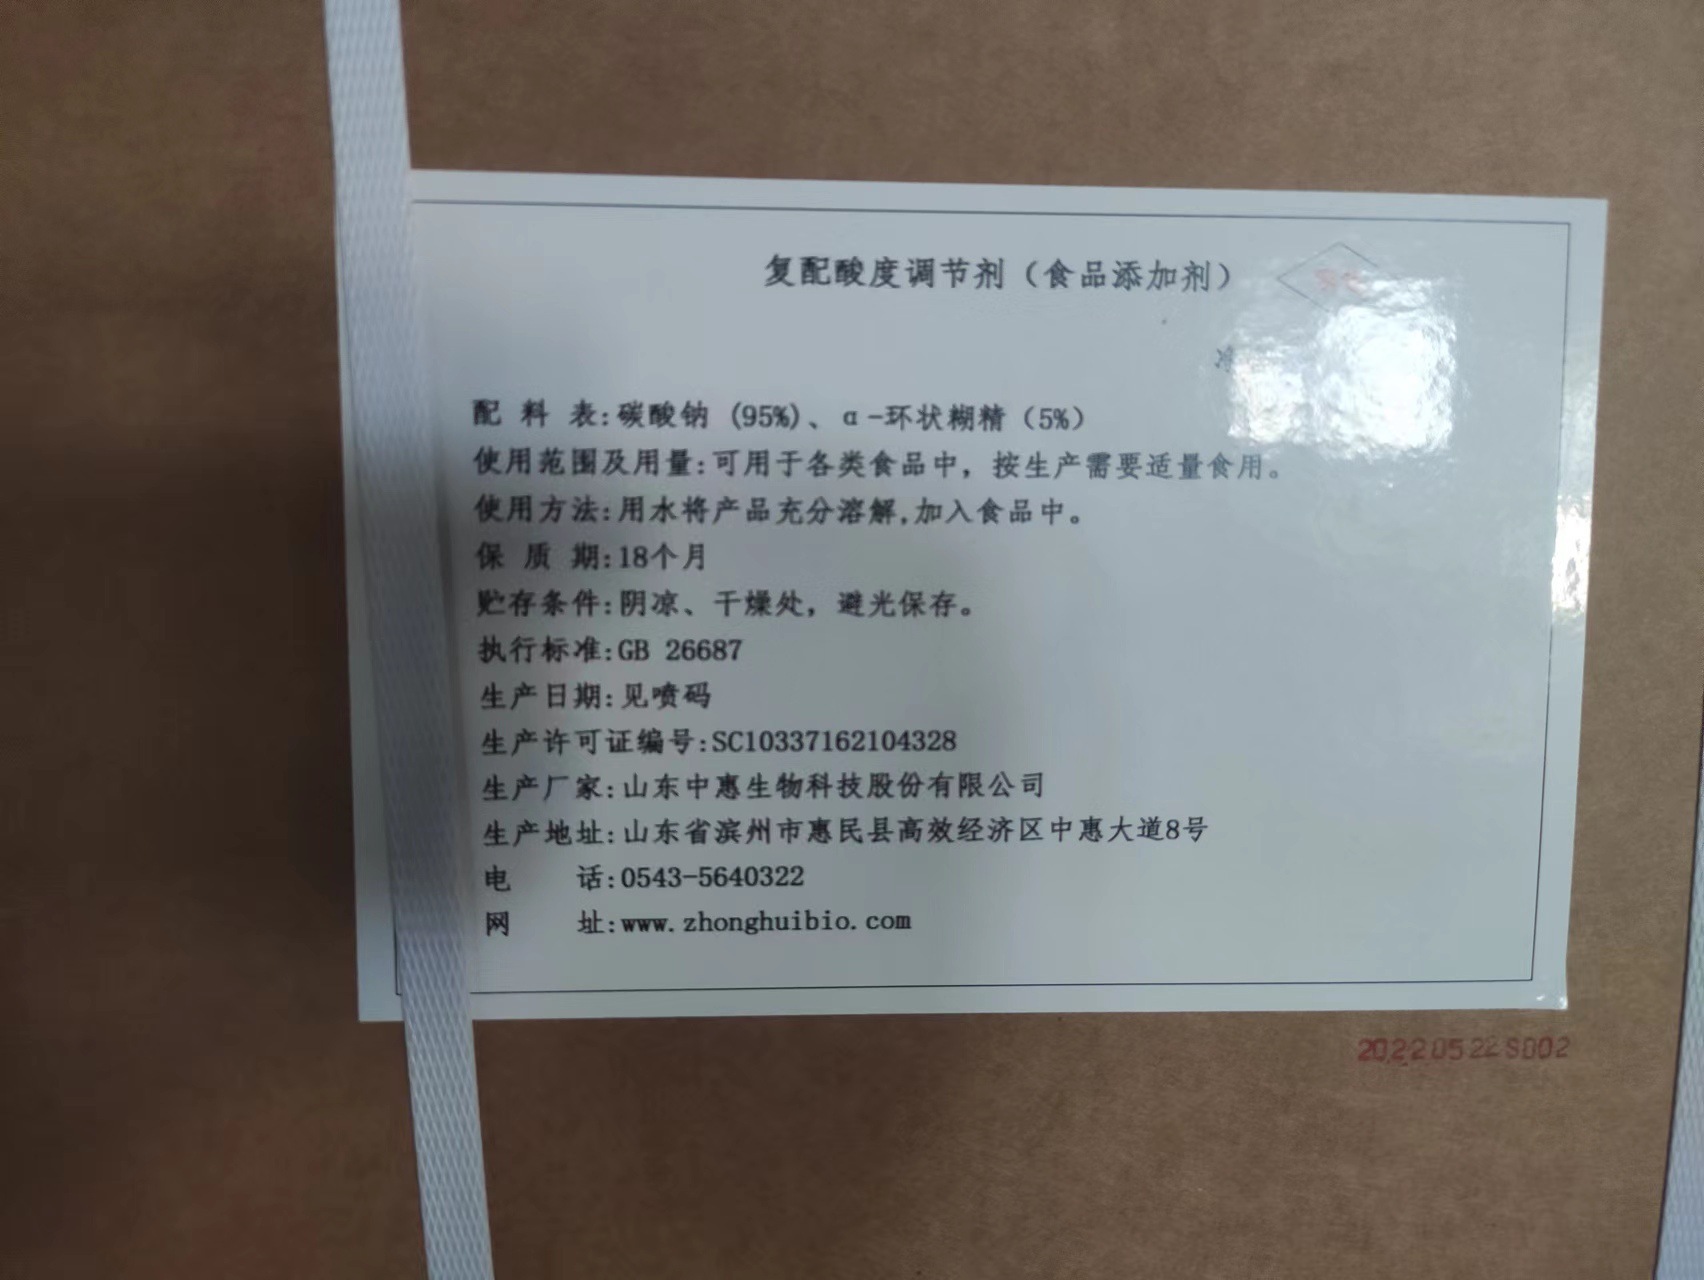 复配酸度调节剂（食品添加剂）
配 料 表:碳酸钠 (95%)、α-环状糊精（5%）
使用范围及用量:可用于各类食品中，按生产需要适量食用。
使用方法:用水将产品充分溶解,加入食品中。
保 质 期:18个月
贮存条件:阴凉、干燥处，避光保存。
执行标准:GB 26687
生产日期:见喷码
生产许可证编号:SC10337162104328
生产厂家:山东中惠生物科技股份有限公司
生产地址:山东省滨州市惠民县高效经济区中惠大道8号
电 话:0543-5640322
网 址:www.zhonghuibio.com
20220522S002